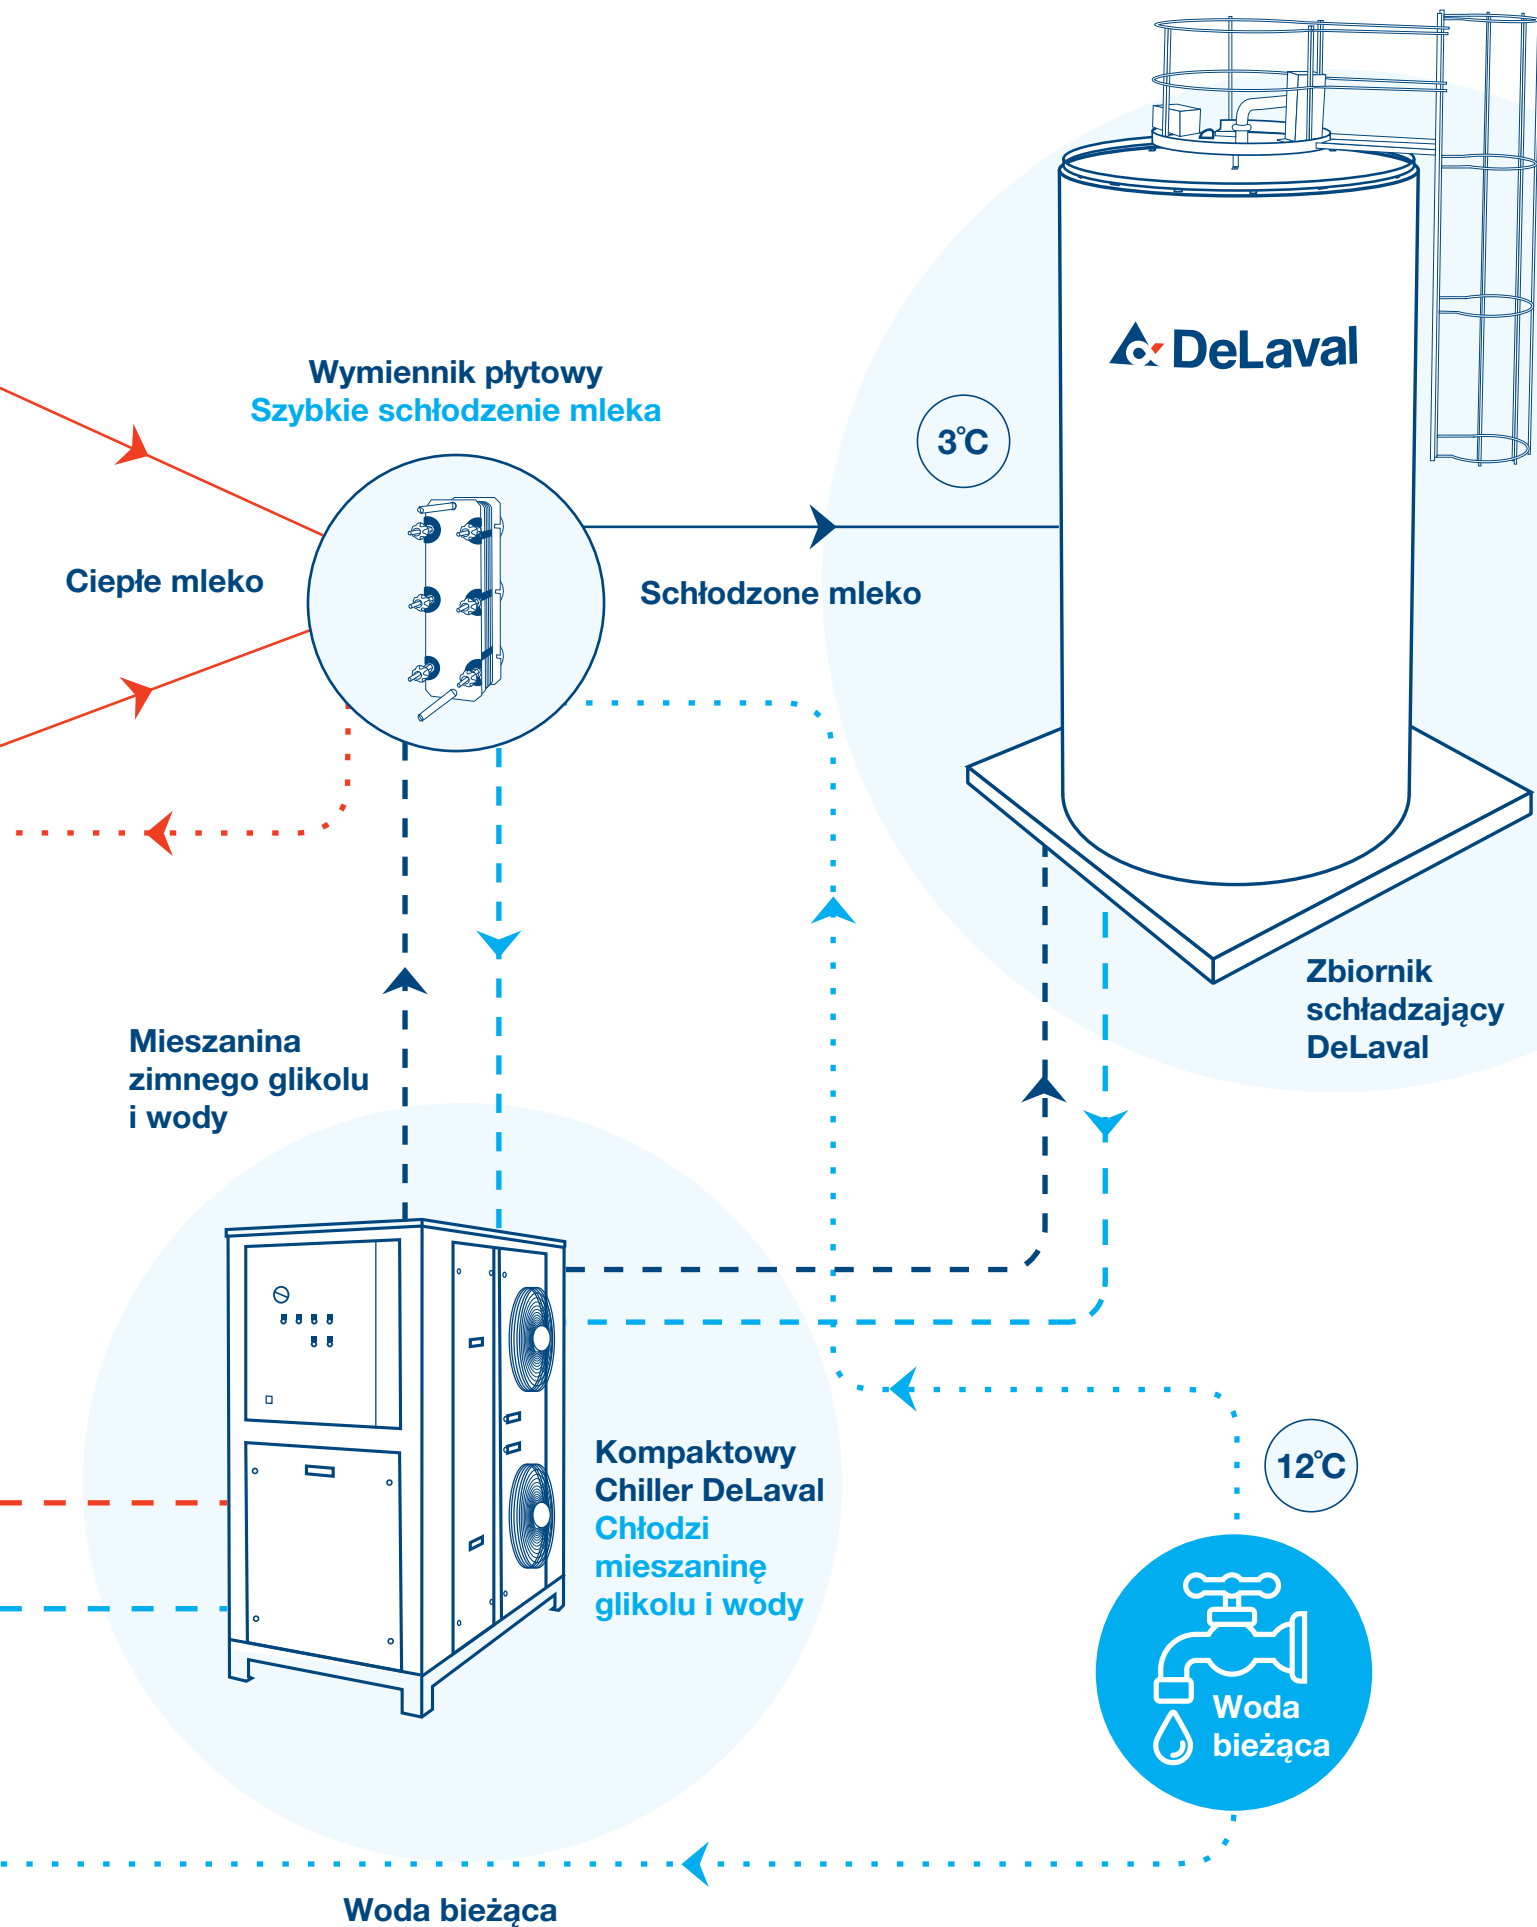 DeLaval
Wymiennik płytowy
Szybkie schłodzenie mleka
3°C
Ciepłe mleko
Schłodzone mleko
Zbiornik
schładzający
DeLaval
Mieszanina
zimnego glikolu
i wody
Kompaktowy
Chiller DeLaval
Chłodzi
mieszaninę
glikolu i wody
12°C
Woda
bieżąca
Woda bieżąca